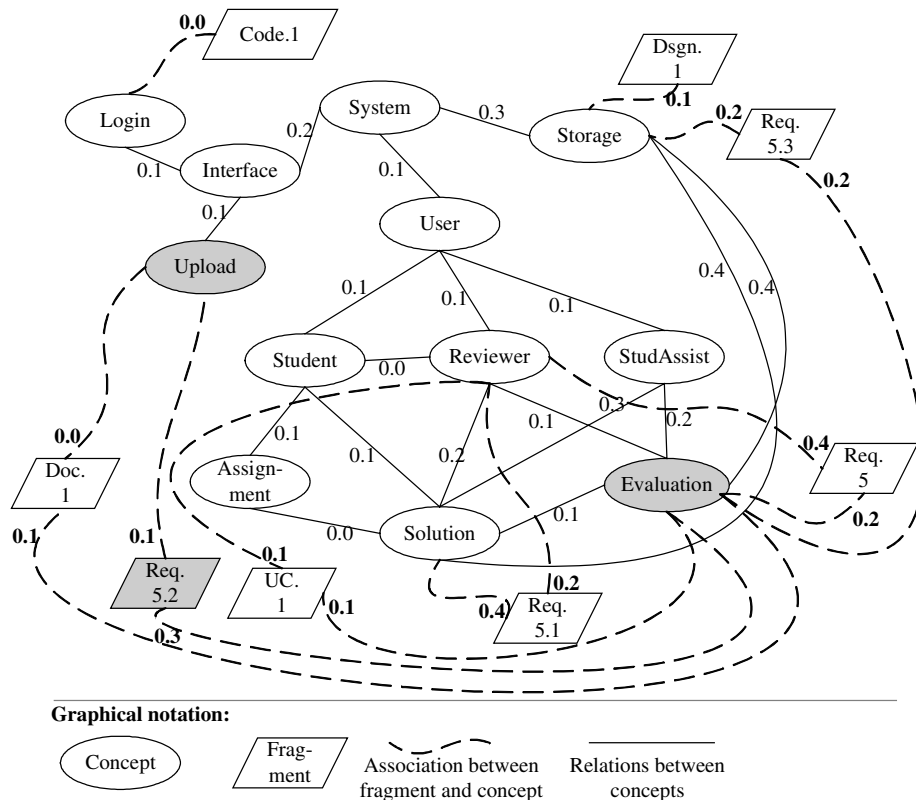 0.0
Code.1
Dsgn.
1
0.1
System
0.3
0.2
Login
Storage
Req.
5.3
0.2
0.1
Interface
0.1
0.2
0.1
User
Upload
0.4
0.4
0.1
0.1
0.1
Student
Reviewer
StudAssist
0.0
0.3
0.0
0.1
0.1
0.2
0.1
0.2
0.4
Doc.
1
Assign-
ment
Evaluation
Req.
5
0.1
0.1
0.0
Solution
0.1
0.2
Req.
5.2
0.1
UC.
1
0.1
0.2
0.4
Req.
5.1
0.3
Graphical notation:
Concept
Frag-
ment
Association between
fragment and concept
Relations between
concepts